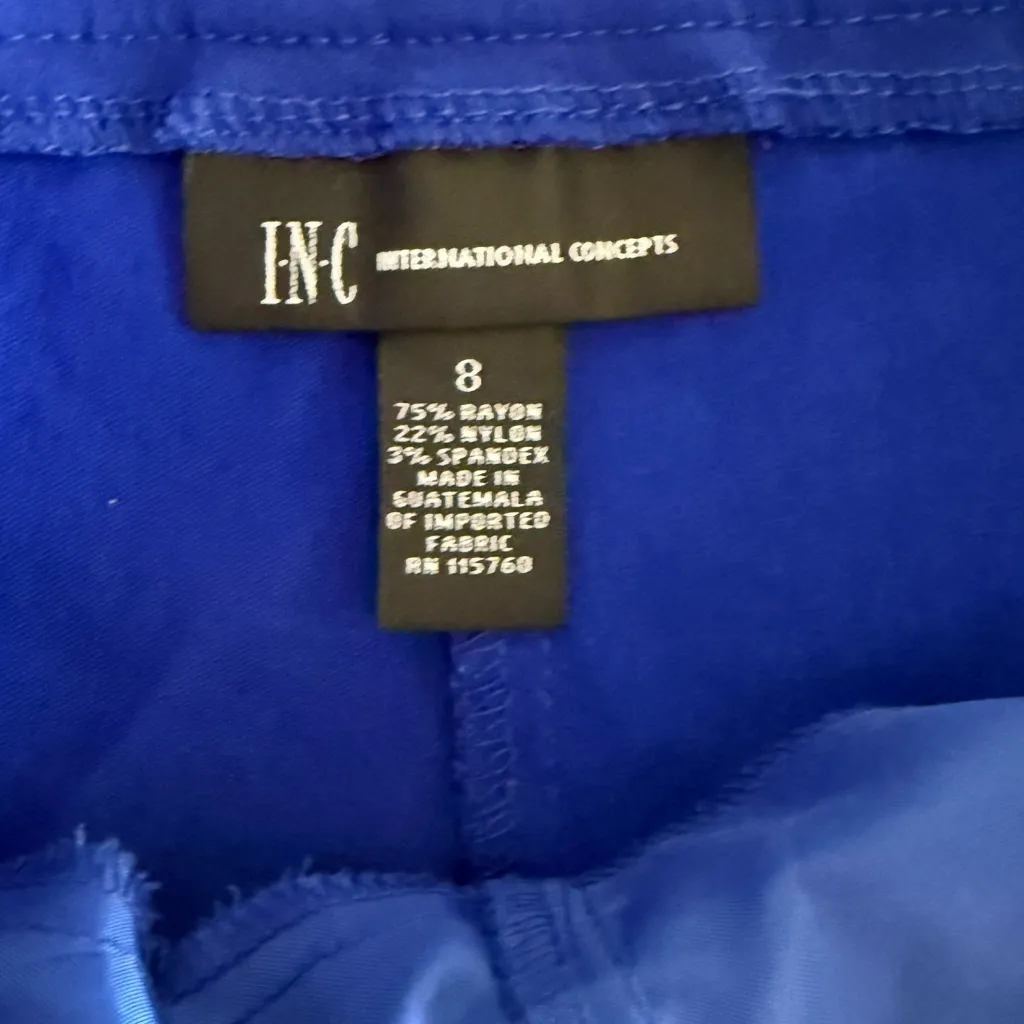 I·N·C INTERNATIONAL CONCEPTS
8
75% RAYON
22% NYLON
3% SPANDEX
MADE IN
GUATEMALA
OF IMPORTED
FABRIC
RN 115760